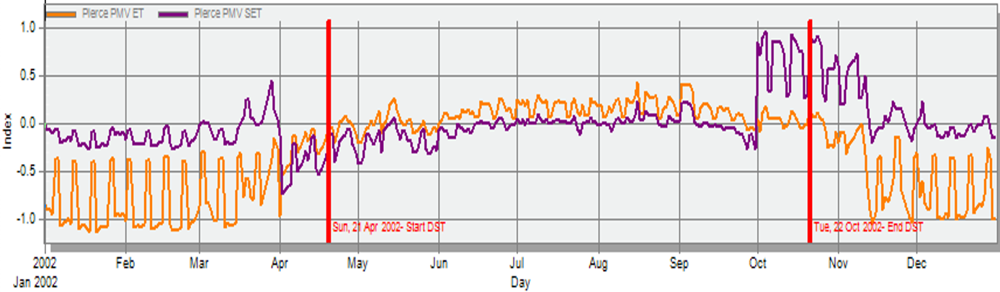 Pierce PMV ET Pierce PMV SET
1.0
0.5
0.0
-0.5
-1.0
Index
Sun, 21 Apr 2002- Start DST
Tue, 22 Oct 2002- End DST
2002 Feb Mar Apr May Jun Jul Aug Sep Oct Nov Dec
Jan 2002
Day